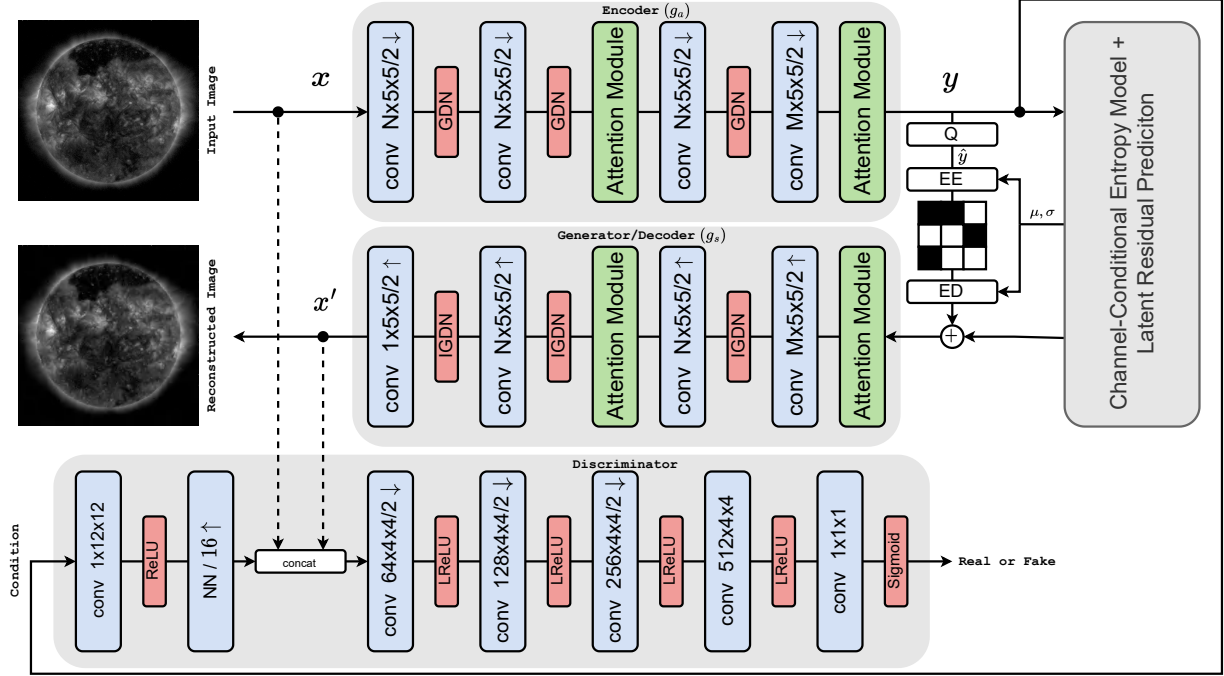 Encoder (g_a)
Input Image
x
conv Nx5x5/2 ↓
GDN
conv Nx5x5/2 ↓
GDN
Attention Module
conv Nx5x5/2 ↓
GDN
conv Mx5x5/2 ↓
Attention Module
y
Q
ŷ
EE
μ, σ
ED
+
Channel-Conditional Entropy Model +
Latent Residual Prediciton
Generator/Decoder (g_s)
Reconstructed Image
x′
conv 1x5x5/2 ↑
IGDN
conv Nx5x5/2 ↑
IGDN
Attention Module
conv Nx5x5/2 ↑
IGDN
conv Mx5x5/2 ↑
Attention Module
Discriminator
Condition
conv 1x12x12
ReLU
NN / 16 ↑
concat
conv 64x4x4/2 ↓
LReLU
conv 128x4x4/2 ↓
LReLU
conv 256x4x4/2 ↓
LReLU
conv 512x4x4
LReLU
conv 1x1x1
Sigmoid
Real or Fake